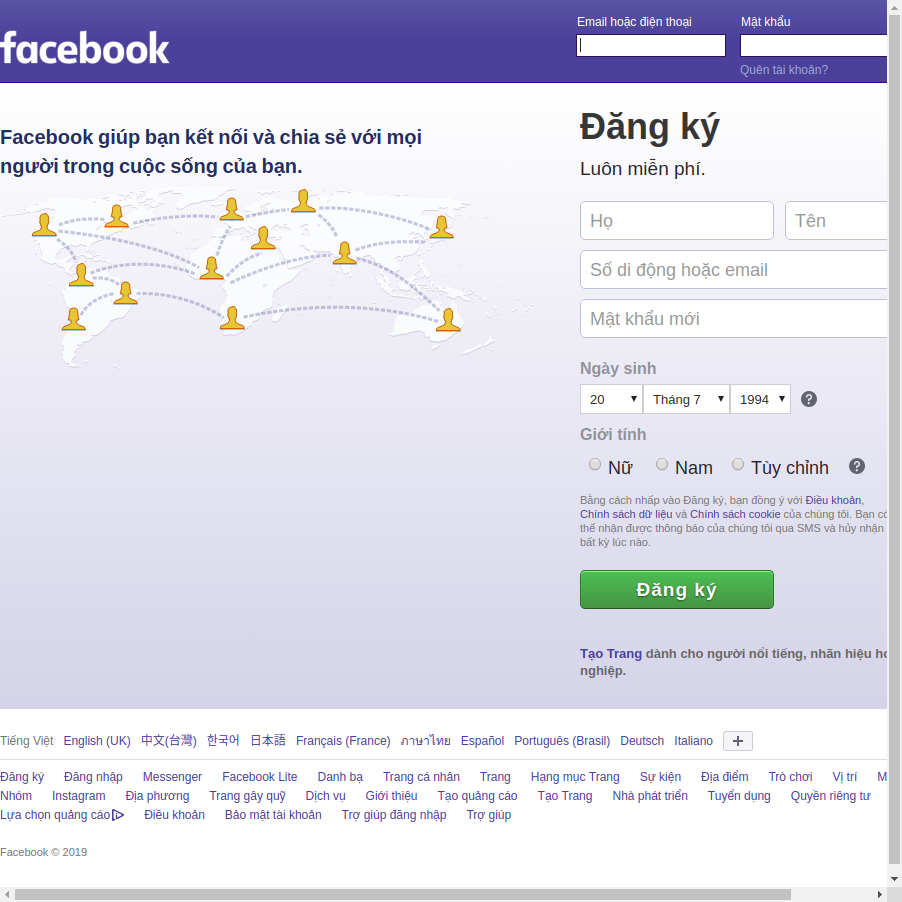 Email hoặc điện thoại
Mật khẩu
facebook
Quên tài khoản?
Facebook giúp bạn kết nối và chia sẻ với mọi
người trong cuộc sống của bạn.
Đăng ký
Luôn miễn phí.
Họ
Tên
Số di động hoặc email
Mật khẩu mới
Ngày sinh
20
Tháng 7
1994
?
Giới tính
Nữ
Nam
Tùy chỉnh
?
Bằng cách nhấp vào Đăng ký, bạn đồng ý với Điều khoản,
Chính sách dữ liệu và Chính sách cookie của chúng tôi. Bạn có
thể nhận được thông báo của chúng tôi qua SMS và hủy nhận
bất kỳ lúc nào.
Đăng ký
Tạo Trang dành cho người nổi tiếng, nhãn hiệu
nghiệp.
Tiếng Việt English (UK) 中文(台灣) 한국어 日本語 Français (France) ภาษาไทย Español Português (Brasil) Deutsch Italiano
Đăng ký Đăng nhập Messenger Facebook Lite Danh bạ Trang cá nhân Trang Hạng mục Trang Sự kiện Địa điểm Trò chơi Vị trí
Nhóm Instagram Địa phương Trang gây quỹ Dịch vụ Giới thiệu Tạo quảng cáo Tạo Trang Nhà phát triển Tuyển dụng Quyền riêng tư
Lựa chọn quảng cáo Điều khoản Bảo mật tài khoản Trợ giúp đăng nhập Trợ giúp
Facebook © 2019